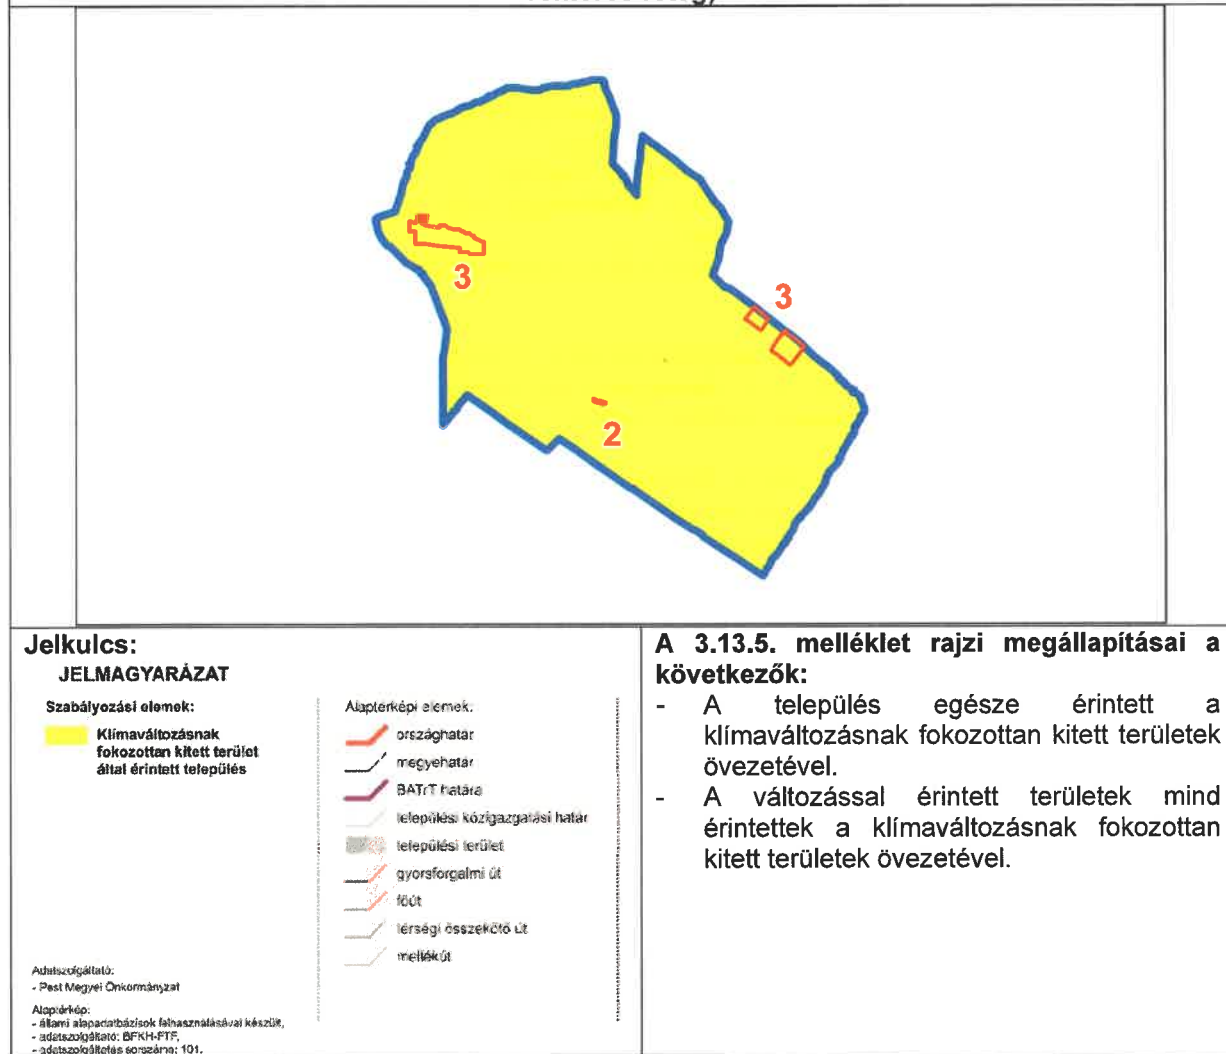 3
3
2
Jelkulcs:
JELMAGYARÁZAT
Szabályozási elemek:
Klímaváltozásnak
fokozottan kitett terület
által érintett település
Alaptérképi elemek:
országhatár
megyehatár
BATrT határa
települési közigazgatási határ
települési terület
gyorsforgalmi út
főút
térségi összekötő út
mellékút
Adatszolgáltató:
- Pest Megyei Önkormányzat
Alaptérkép:
- állami alapadatbázisok felhasználásával készült,
- adatszolgáltató: BFKH-FTF,
- adatszolgáltatás sorszáma: 101.
A 3.13.5. melléklet rajzi megállapításai a
következők:
- A település egésze érintett a
klímaváltozásnak fokozottan kitett területek
övezetével.
- A változással érintett területek mind
érintettek a klímaváltozásnak fokozottan
kitett területek övezetével.